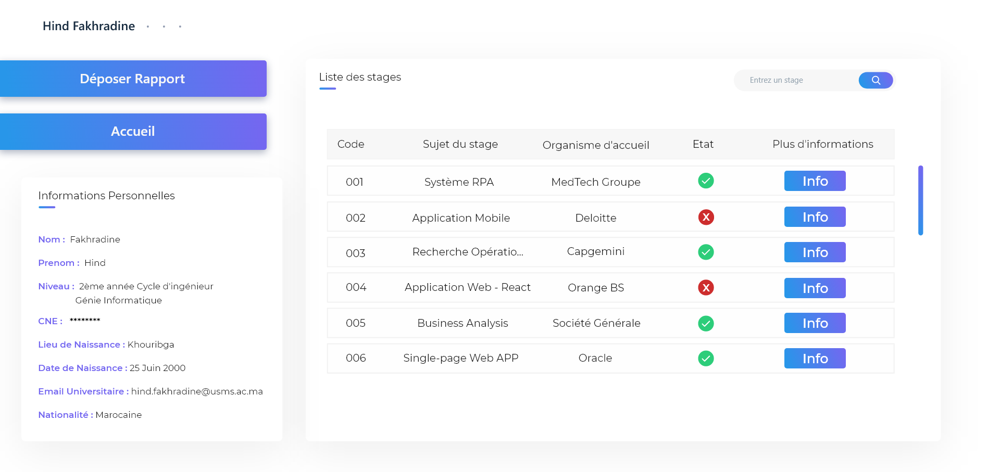 Hind Fakhradine
Déposer Rapport
Accueil
Informations Personnelles
Nom : Fakhradine
Prenom : Hind
Niveau : 2ème année Cycle d'ingénieur
Génie Informatique
CNE : ********
Lieu de Naissance : Khouribga
Date de Naissance : 25 Juin 2000
Email Universitaire : hind.fakhradine@usms.ac.ma
Nationalité : Marocaine
Liste des stages
Entrez un stage
Code Sujet du stage Organisme d'accueil Etat Plus d'informations
001 Système RPA MedTech Groupe Info
002 Application Mobile Deloitte X Info
003 Recherche Opératio... Capgemini Info
004 Application Web - React Orange BS X Info
005 Business Analysis Société Générale Info
006 Single-page Web APP Oracle Info